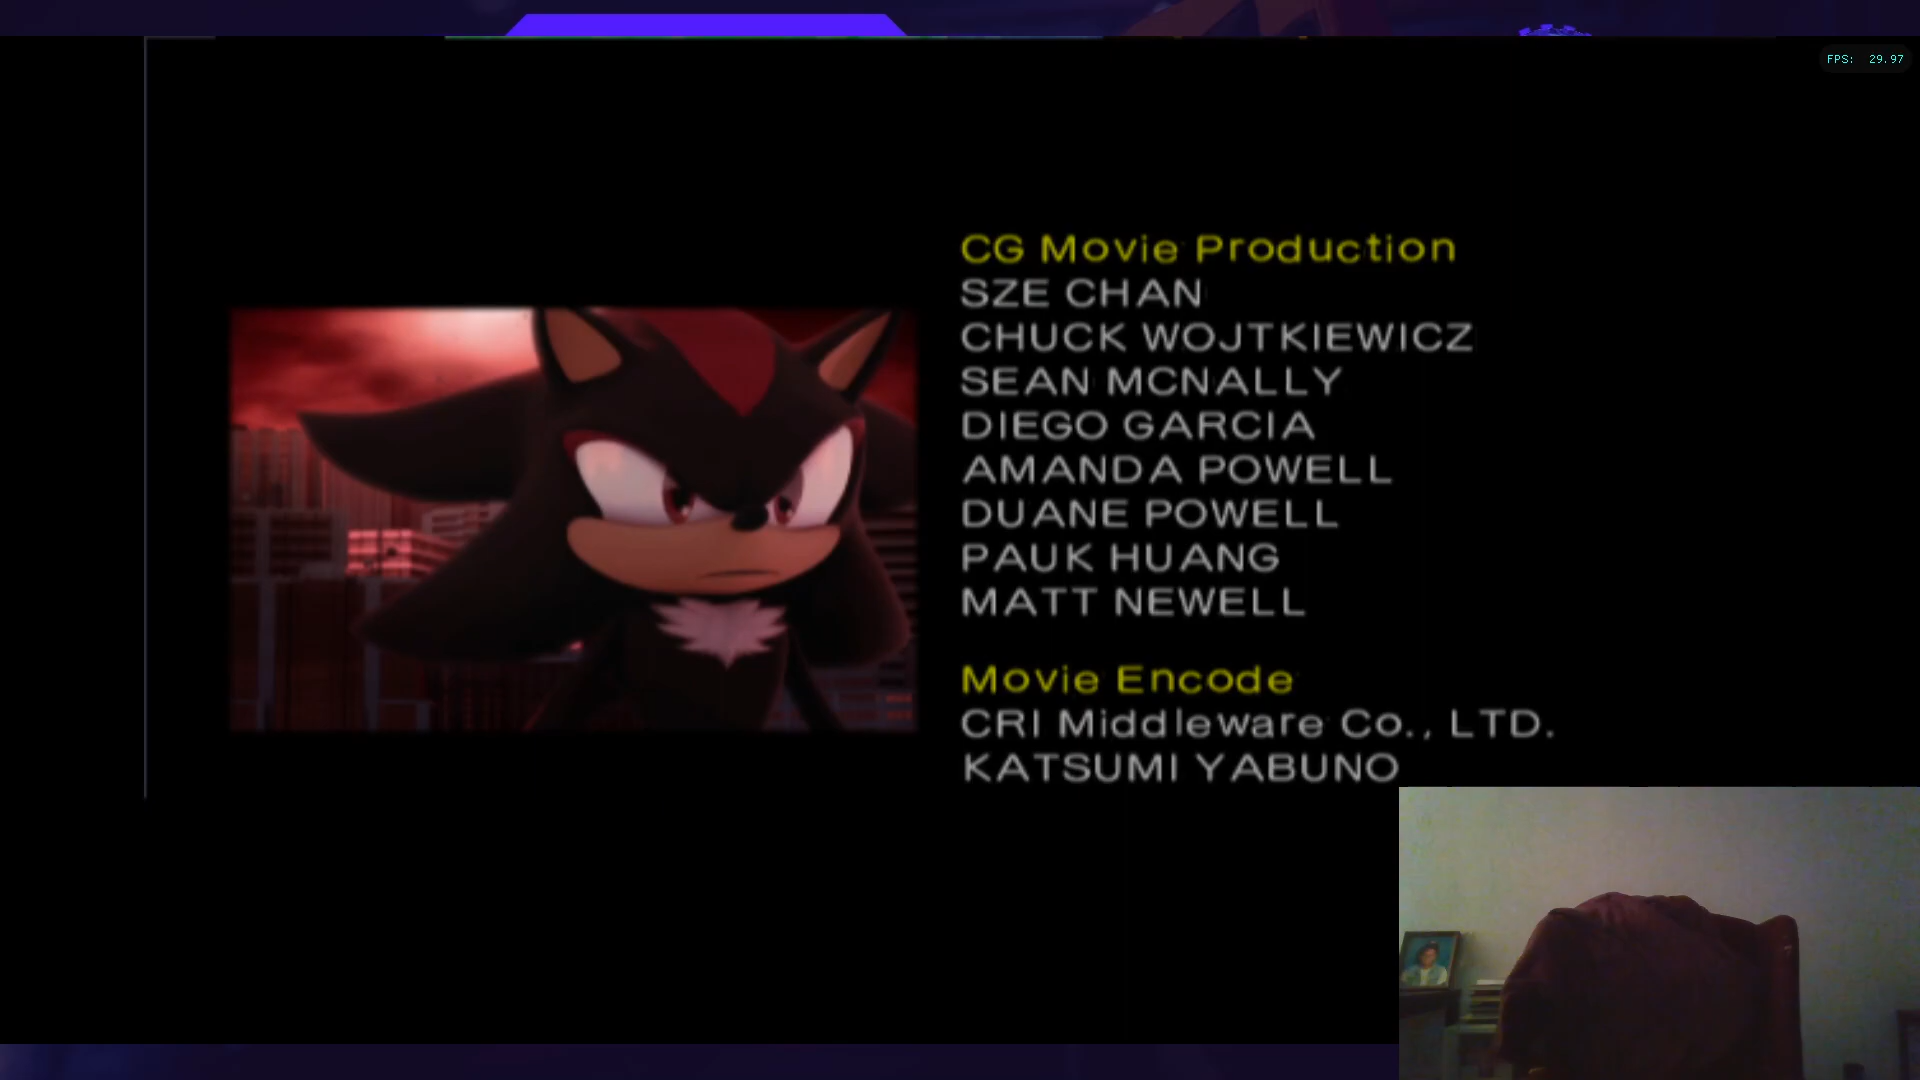 FPS: 29.97
CG Movie Production
SZE CHAN
CHUCK WOJTKIEWICZ
SEAN MCNALLY
DIEGO GARCIA
AMANDA POWELL
DUANE POWELL
PAUK HUANG
MATT NEWELL
Movie Encode
CRI Middleware Co., LTD.
KATSUMI YABUNO